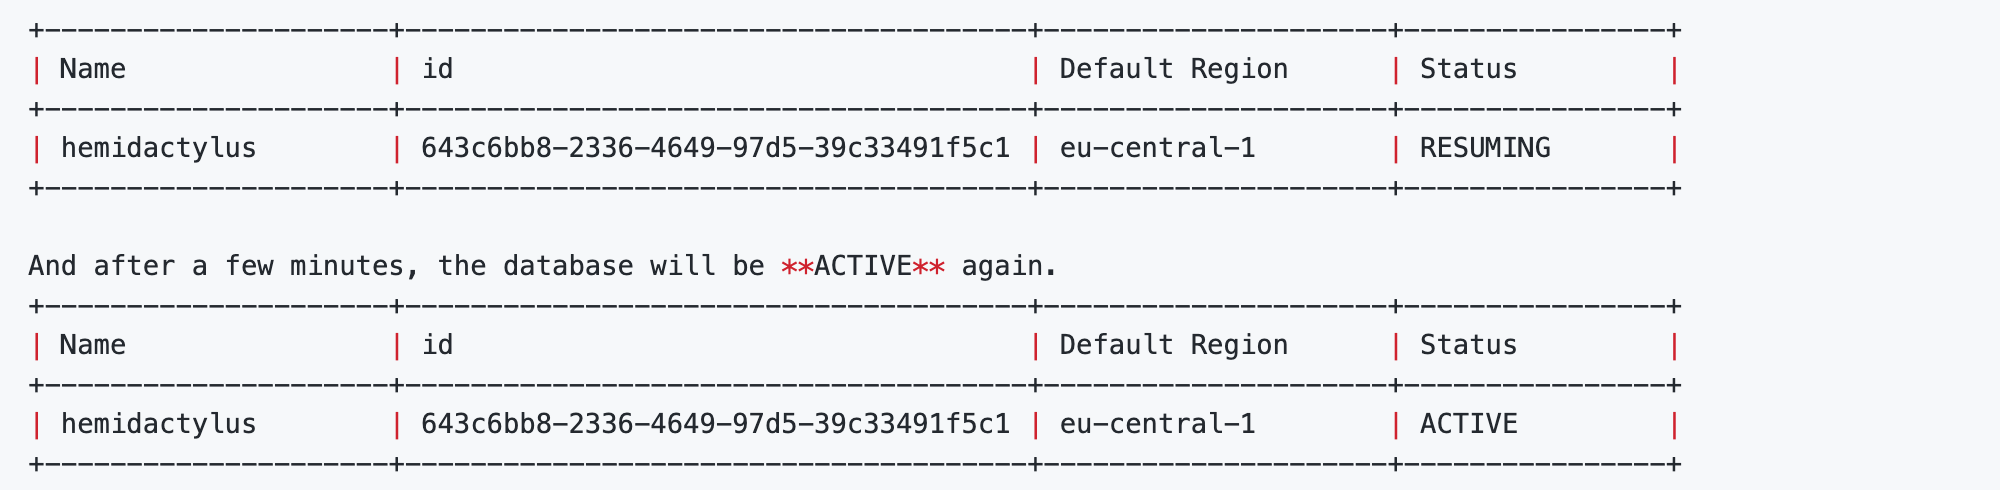 +---------------------+--------------------------------------+---------------------+----------------+
| Name                | id                                   | Default Region      | Status         |
+---------------------+--------------------------------------+---------------------+----------------+
| hemidactylus        | 643c6bb8-2336-4649-97d5-39c33491f5c1 | eu-central-1        | RESUMING       |
+---------------------+--------------------------------------+---------------------+----------------+
And after a few minutes, the database will be **ACTIVE** again.
+---------------------+--------------------------------------+---------------------+----------------+
| Name                | id                                   | Default Region      | Status         |
+---------------------+--------------------------------------+---------------------+----------------+
| hemidactylus        | 643c6bb8-2336-4649-97d5-39c33491f5c1 | eu-central-1        | ACTIVE         |
+---------------------+--------------------------------------+---------------------+----------------+